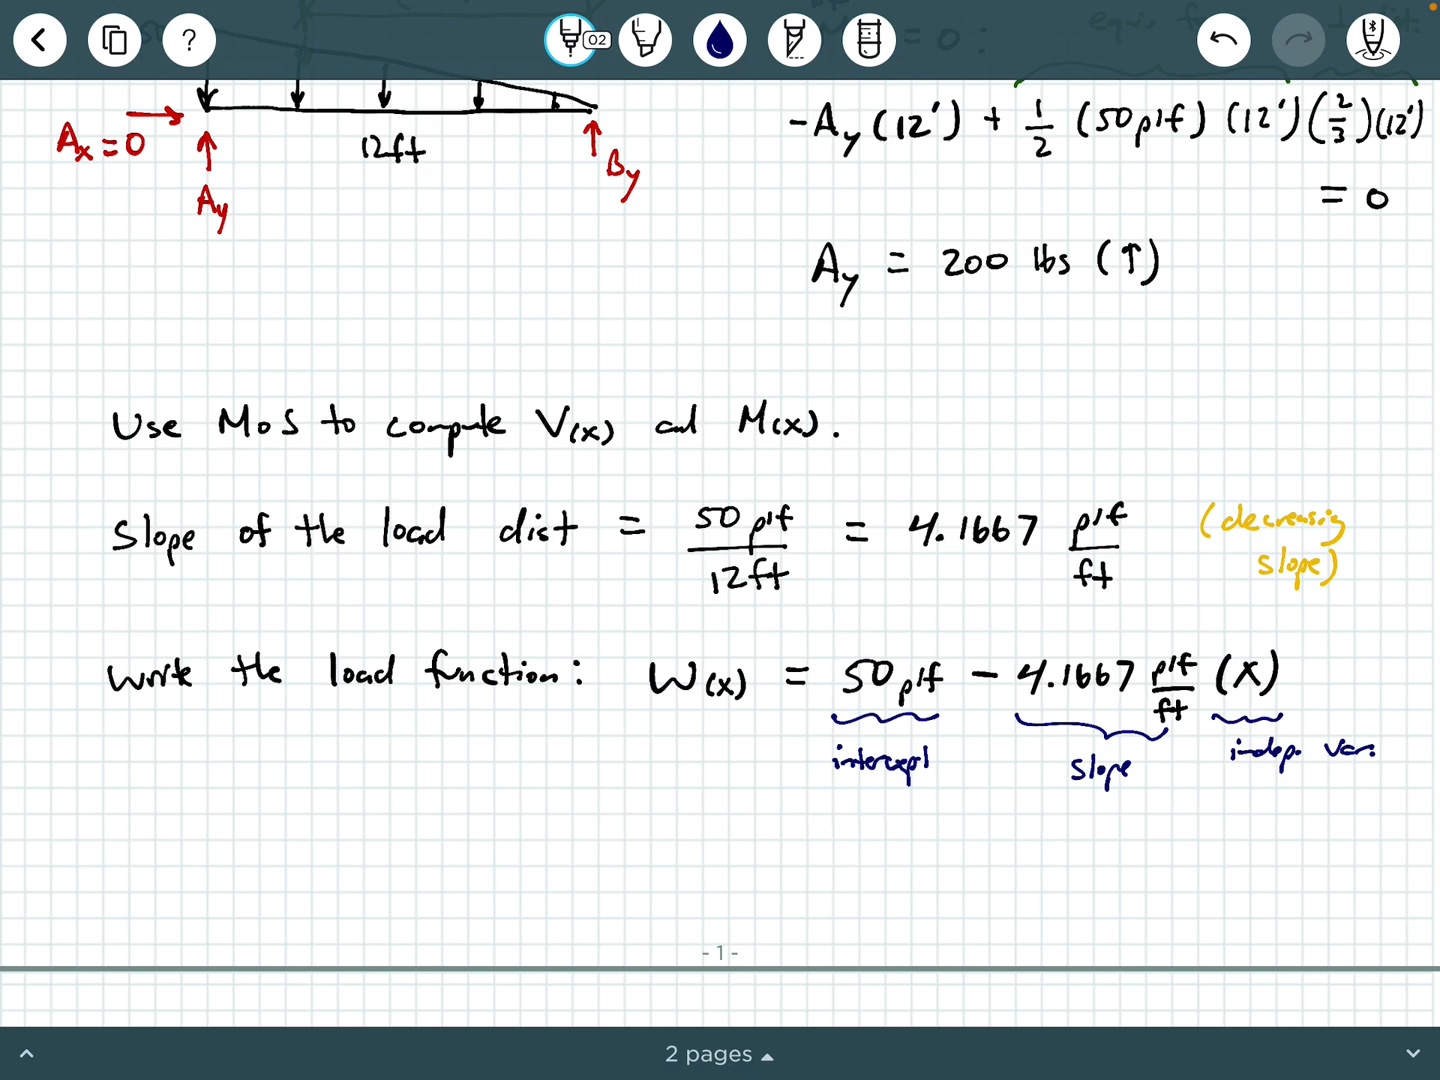 = 0 :
?
02
-Ay (12') + 1/2 (50plf) (12') (2/3) (12')
= 0
Ax = 0
12ft
Ay
By
Ay = 200 lbs (↑)
Use MoS to compute V(x) and M(x).
Slope of the load dist = 50 plf / 12ft = 4.1667 plf/ft (decreasing slope)
Write the load function: W(x) = 50plf - 4.1667 plf/ft (x)
intercept
slope
indep. var.
- 1 -
2 pages